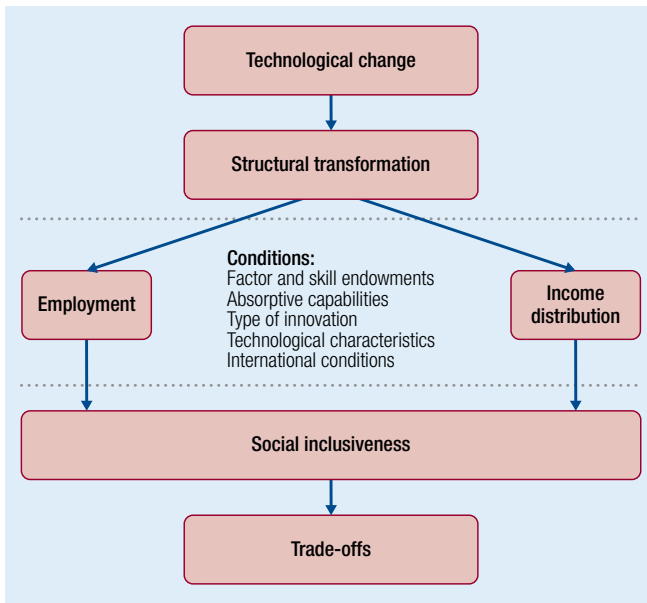 Technological change
Structural transformation
Conditions:
Factor and skill endowments
Absorptive capabilities
Type of innovation
Technological characteristics
International conditions
Employment
Income
distribution
Social inclusiveness
Trade-offs